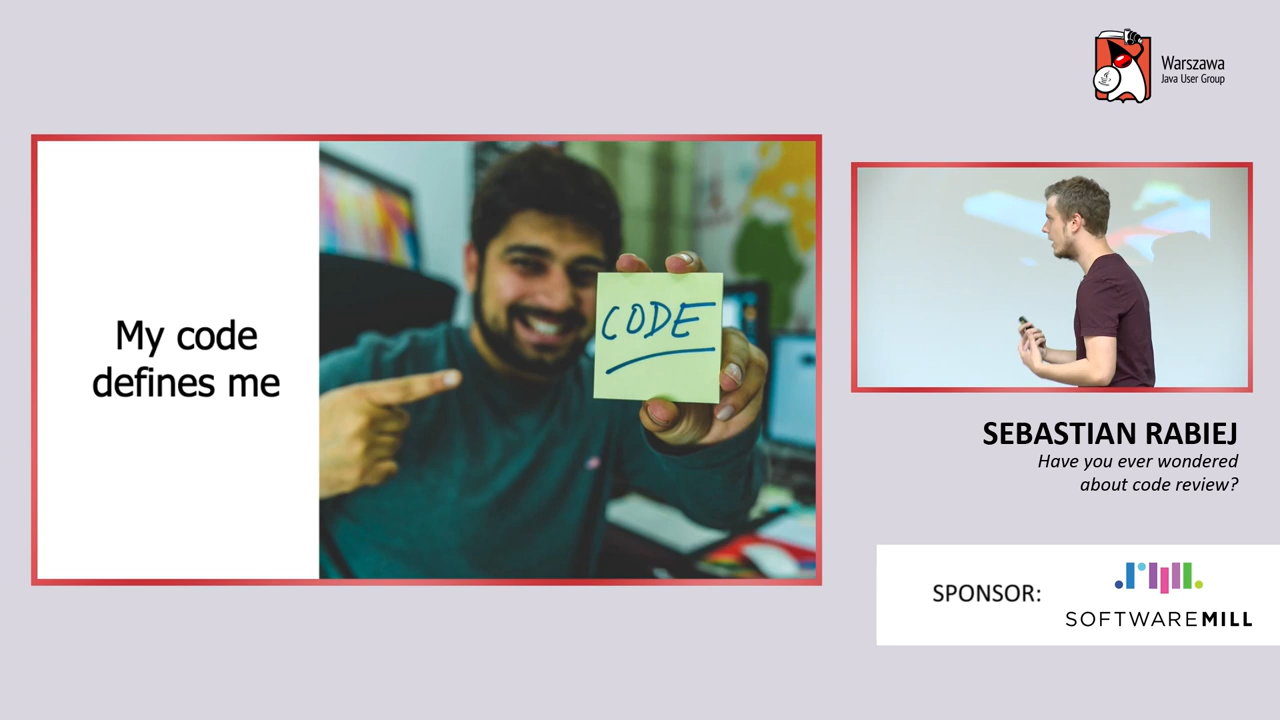 Warszawa
Java User Group
My code
defines me
CODE
SEBASTIAN RABIEJ
Have you ever wondered
about code review?
SPONSOR:
SOFTWAREMILL